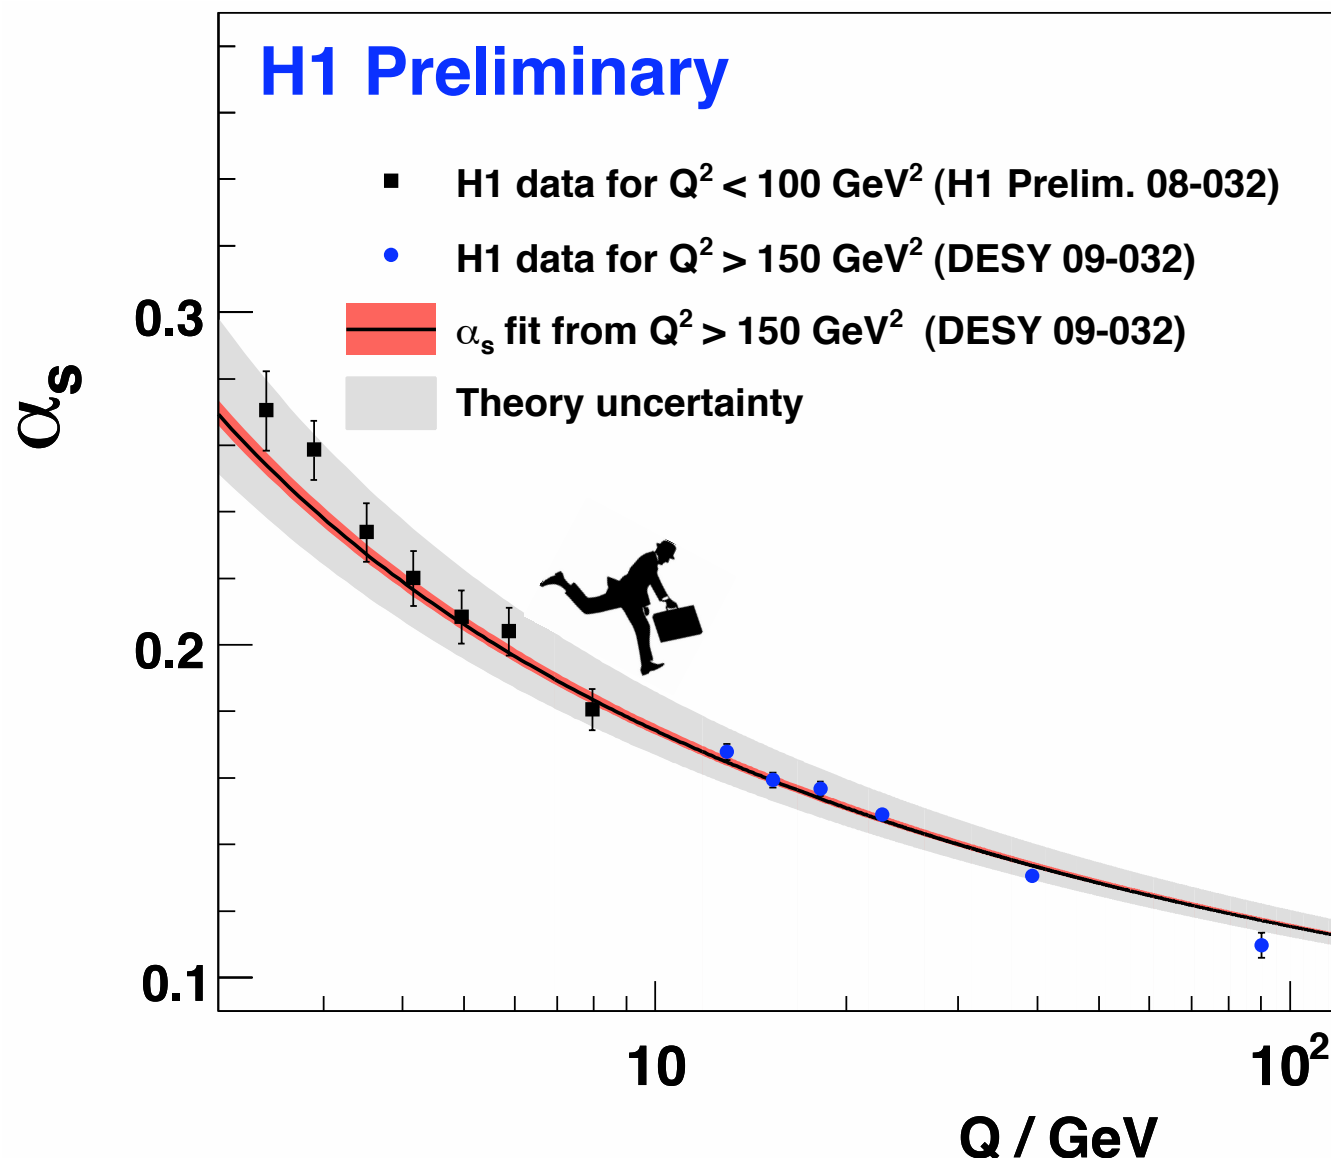 H1 Preliminary
H1 data for Q² < 100 GeV² (H1 Prelim. 08-032)
H1 data for Q² > 150 GeV² (DESY 09-032)
αs fit from Q² > 150 GeV² (DESY 09-032)
Theory uncertainty
αs
0.3
0.2
0.1
10
10²
Q / GeV